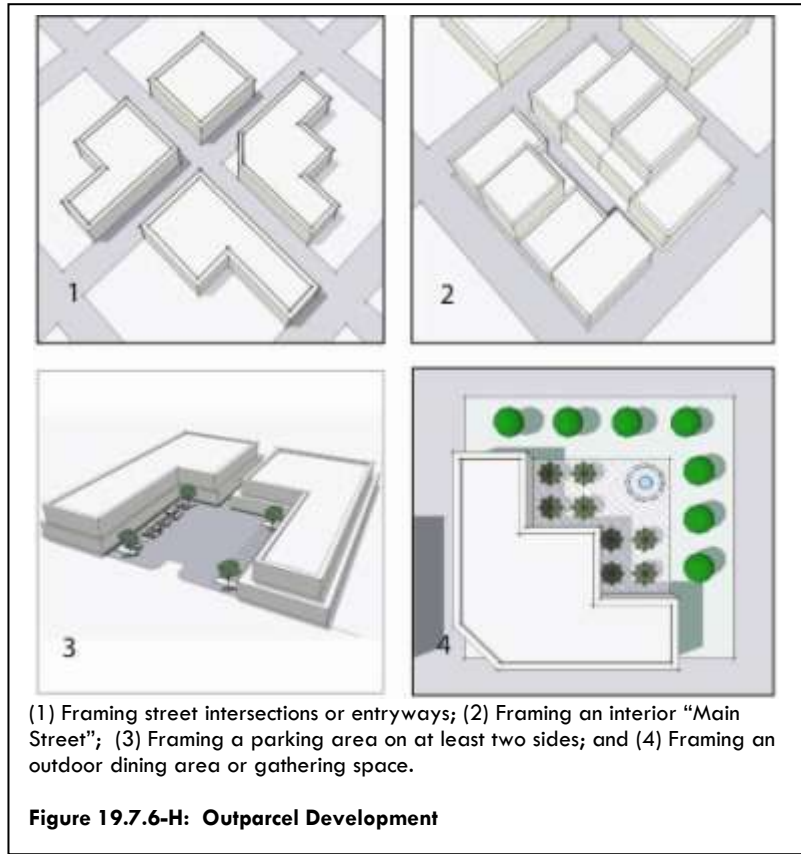 1
2
3
4
(1) Framing street intersections or entryways; (2) Framing an interior “Main
Street”; (3) Framing a parking area on at least two sides; and (4) Framing an
outdoor dining area or gathering space.
Figure 19.7.6-H: Outparcel Development